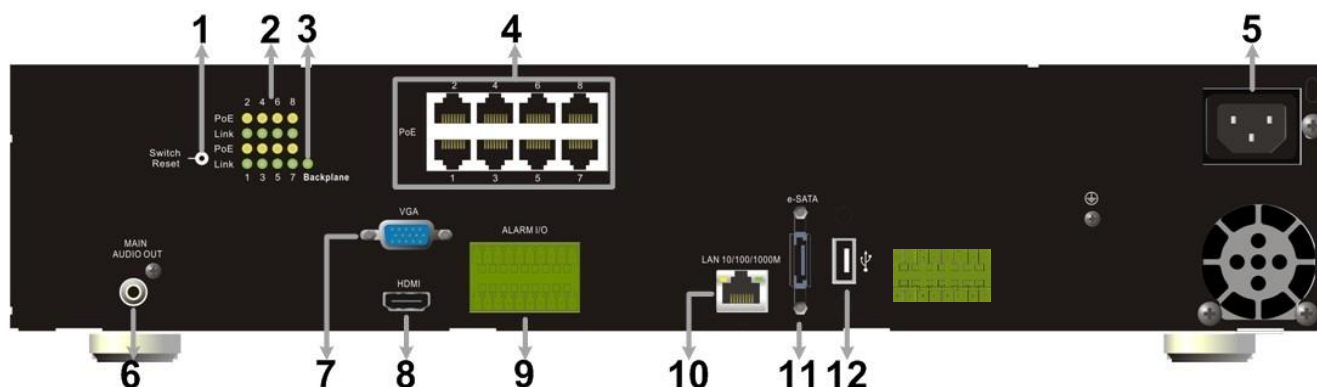 1 2 3 4 5
2 4 6 8
PoE
Link
PoE
Link
1 3 5 7 Backplane
Switch
Reset
PoE
2 4 6 8
1 3 5 7
MAIN
AUDIO OUT
VGA
HDMI
ALARM I/O
LAN 10/100/1000M
e-SATA
6 7 8 9 10 11 12